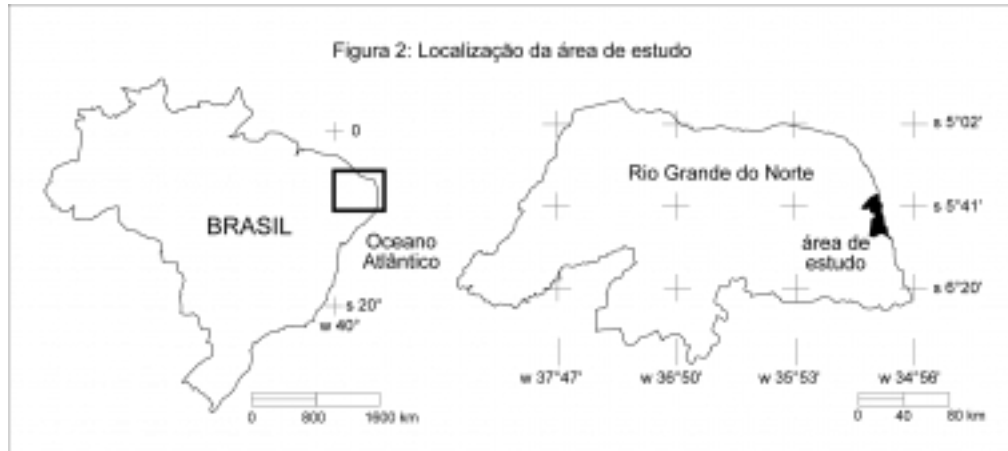 Figura 2: Localização da área de estudo
0
BRASIL
Oceano
Atlântico
s 20°
w 40°
0 800 1600 km
s 5°02'
Rio Grande do Norte
s 5°41'
área de
estudo
s 6°20'
w 37°47' w 36°50' w 35°53' w 34°56'
0 40 80 km